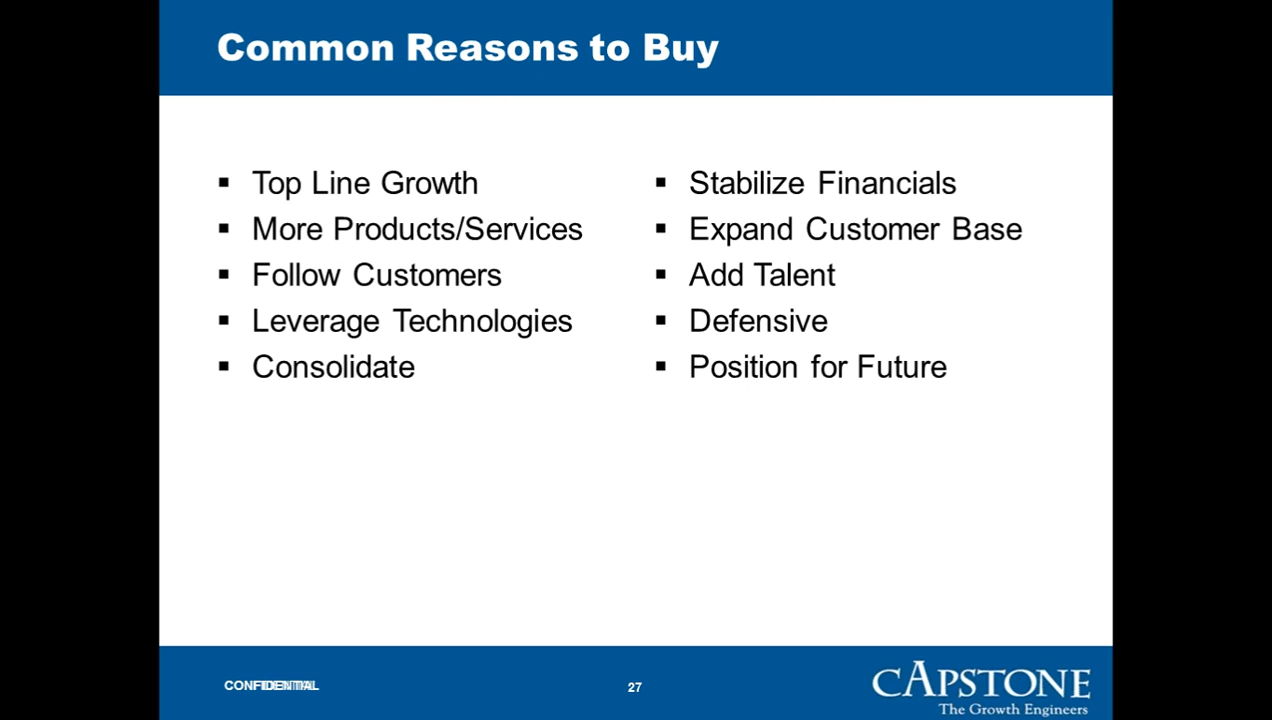 Common Reasons to Buy
Top Line Growth
More Products/Services
Follow Customers
Leverage Technologies
Consolidate
Stabilize Financials
Expand Customer Base
Add Talent
Defensive
Position for Future
CONFIDENTIAL
27
CAPSTONE
The Growth Engineers